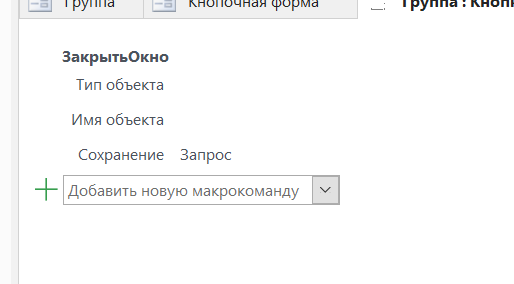 Группа
Кнопочная форма
Группа : Кноп
ЗакрытьОкно
Тип объекта
Имя объекта
Сохранение Запрос
Добавить новую макрокоманду